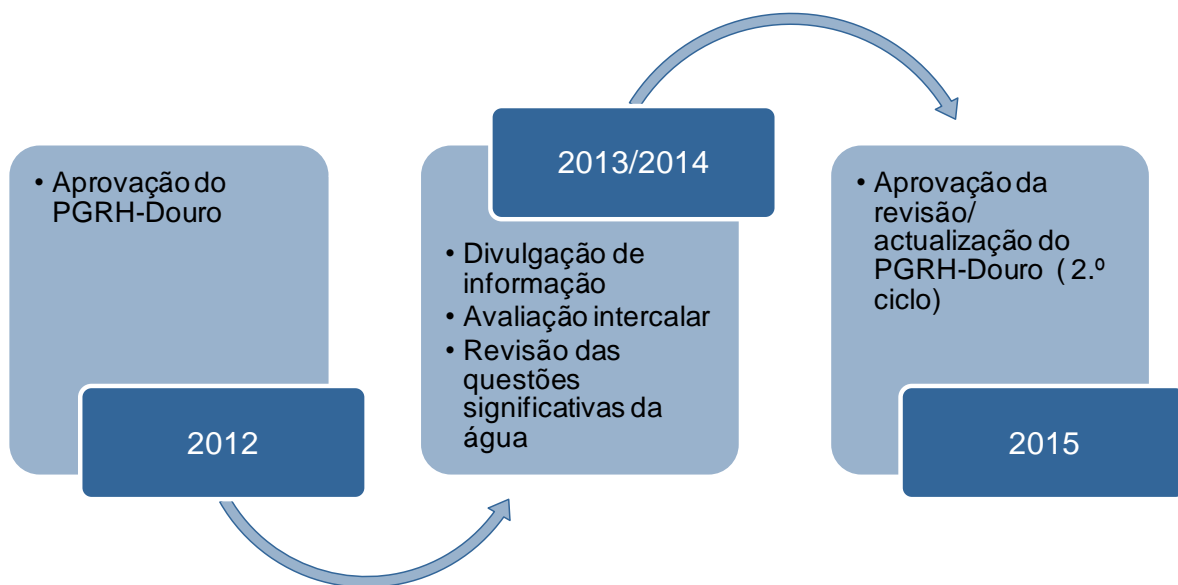 • Aprovação do
PGRH-Douro
2012
2013/2014
• Divulgação de
informação
• Avaliação intercalar
• Revisão das
questões
significativas da
água
• Aprovação da
revisão/
actualização do
PGRH-Douro ( 2.º
ciclo)
2015